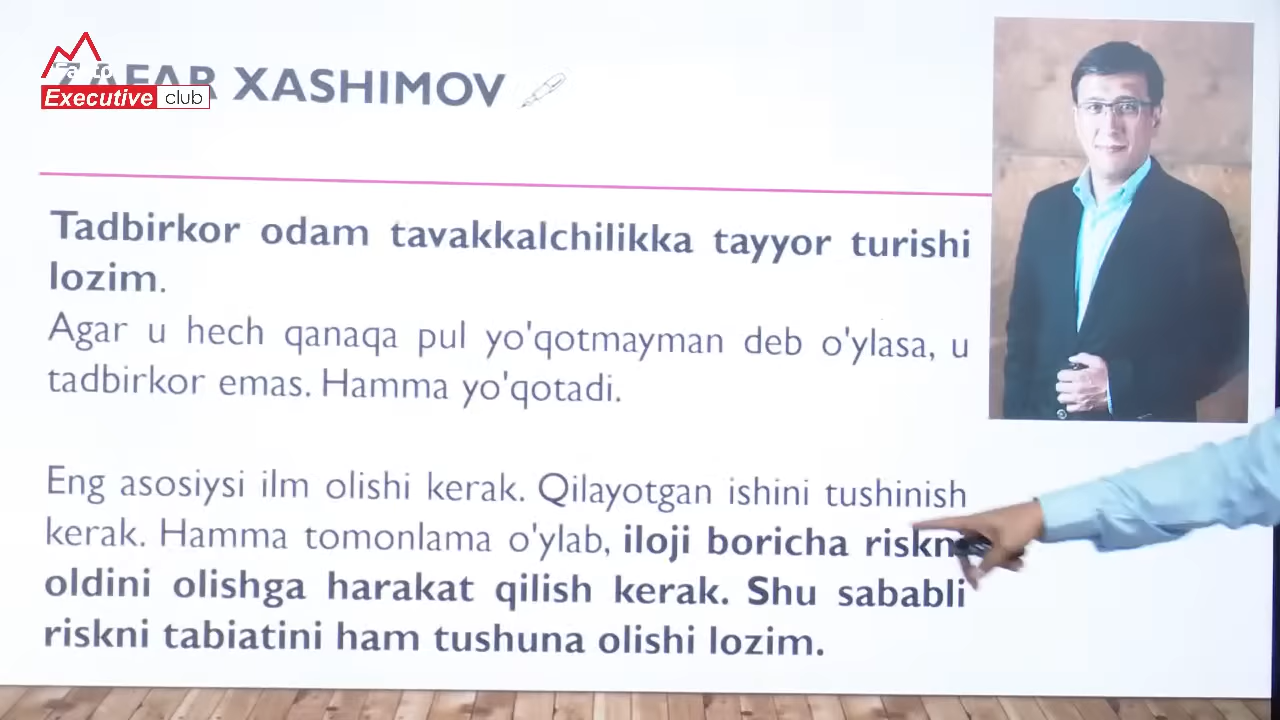 ZAFAR XASHIMOV
Executive club
Tadbirkor odam tavakkalchilikka tayyor turishi
lozim.
Agar u hech qanaqa pul yo'qotmayman deb o'ylasa, u
tadbirkor emas. Hamma yo'qotadi.
Eng asosiysi ilm olishi kerak. Qilayotgan ishini tushinish
kerak. Hamma tomonlama o'ylab, iloji boricha riskn
oldini olishga harakat qilish kerak. Shu sababli
riskni tabiatini ham tushuna olishi lozim.